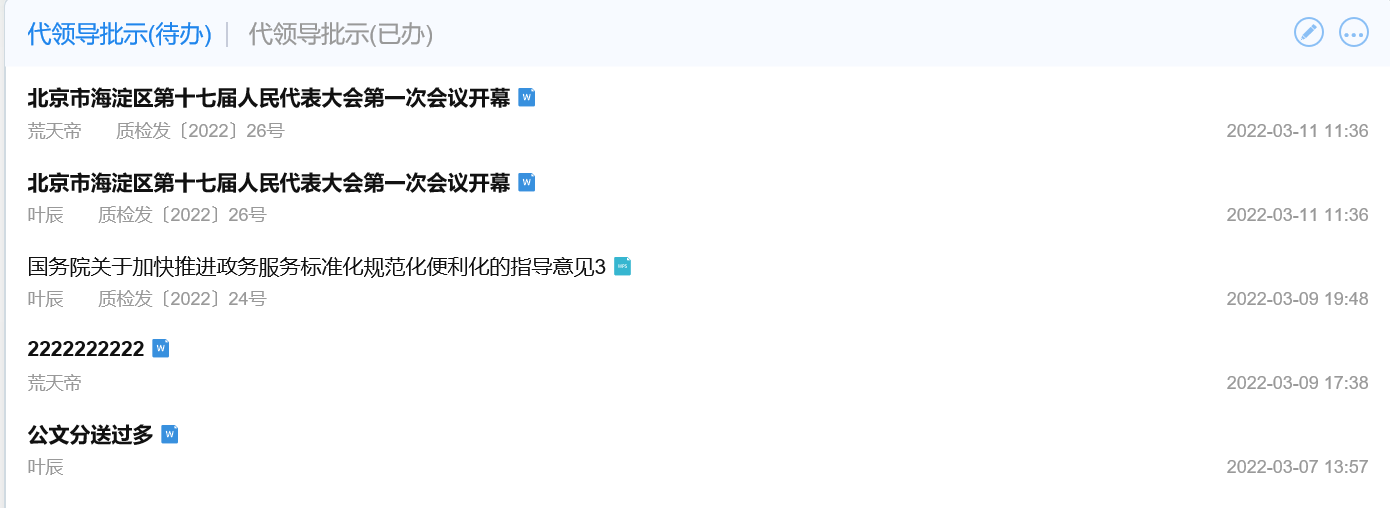 代领导批示(待办) 代领导批示(已办)
北京市海淀区第十七届人民代表大会第一次会议开幕 W
荒天帝 质检发〔2022〕26号 2022-03-11 11:36
北京市海淀区第十七届人民代表大会第一次会议开幕 W
叶辰 质检发〔2022〕26号 2022-03-11 11:36
国务院关于加快推进政务服务标准化规范化便利化的指导意见3
叶辰 质检发〔2022〕24号 2022-03-09 19:48
2222222222 W
荒天帝 2022-03-09 17:38
公文分送过多 W
叶辰 2022-03-07 13:57